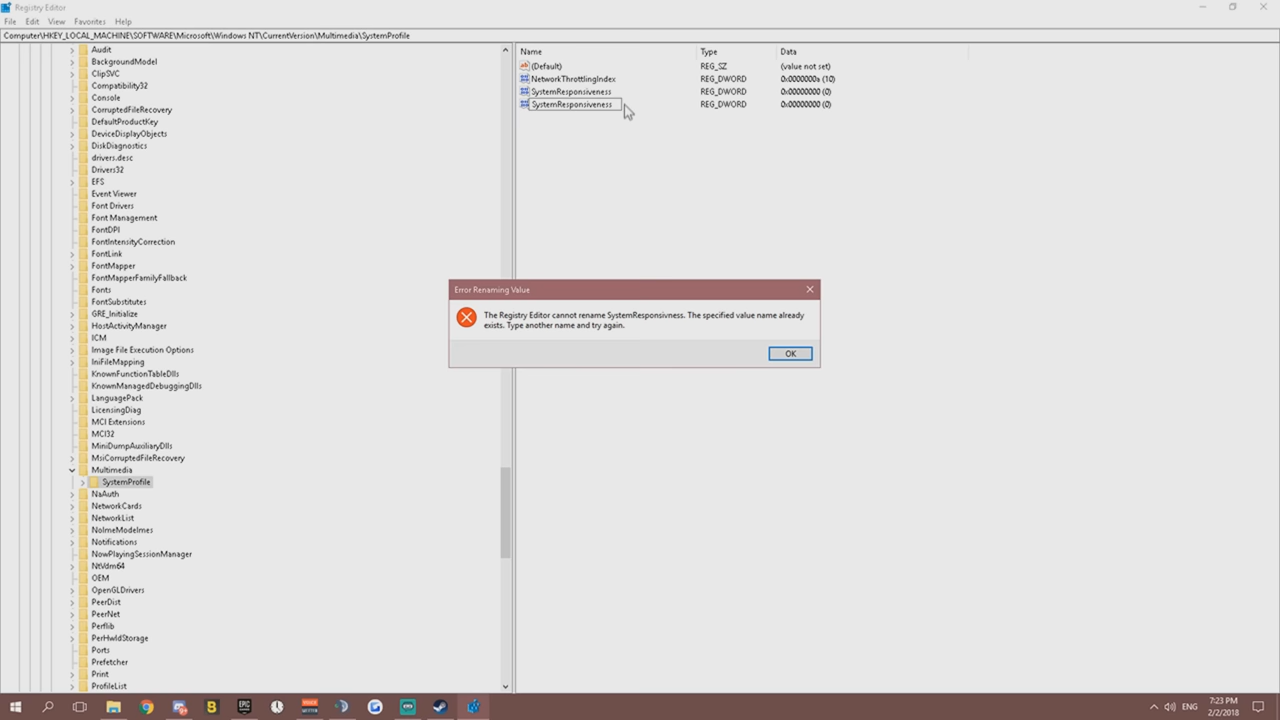 Registry Editor
File Edit View Favorites Help
Computer\HKEY_LOCAL_MACHINE\SOFTWARE\Microsoft\Windows NT\CurrentVersion\Multimedia\SystemProfile
Audit
BackgroundModel
ClipSVC
Compatibility32
Console
CorruptedFileRecovery
DefaultProductKey
DeviceDisplayObjects
DiskDiagnostics
drivers.desc
Drivers32
EFS
Event Viewer
Font Drivers
Font Management
FontDPI
FontIntensityCorrection
FontLink
FontMapper
FontMapperFamilyFallback
Fonts
FontSubstitutes
GRE_Initialize
HostActivityManager
ICM
Image File Execution Options
IniFileMapping
KnownFunctionTableDlls
KnownManagedDebuggingDlls
LanguagePack
LicensingDiag
MCI Extensions
MCI32
MiniDumpAuxiliaryDlls
MsiCorruptedFileRecovery
Multimedia
SystemProfile
NaAuth
NetworkCards
NetworkList
NoImeModeImes
Notifications
NowPlayingSessionManager
NtVdm64
OEM
OpenGLDrivers
PeerDist
PeerNet
Perflib
PerHwIdStorage
Ports
Prefetcher
Print
ProfileList
Name Type Data
(Default) REG_SZ (value not set)
NetworkThrottlingIndex REG_DWORD 0x0000000a (10)
SystemResponsiveness REG_DWORD 0x00000000 (0)
SystemResponsiveness REG_DWORD 0x00000000 (0)
Error Renaming Value
The Registry Editor cannot rename SystemResponsivness. The specified value name already
exists. Type another name and try again.
OK
EPIC
ENG
7:23 PM
2/2/2018